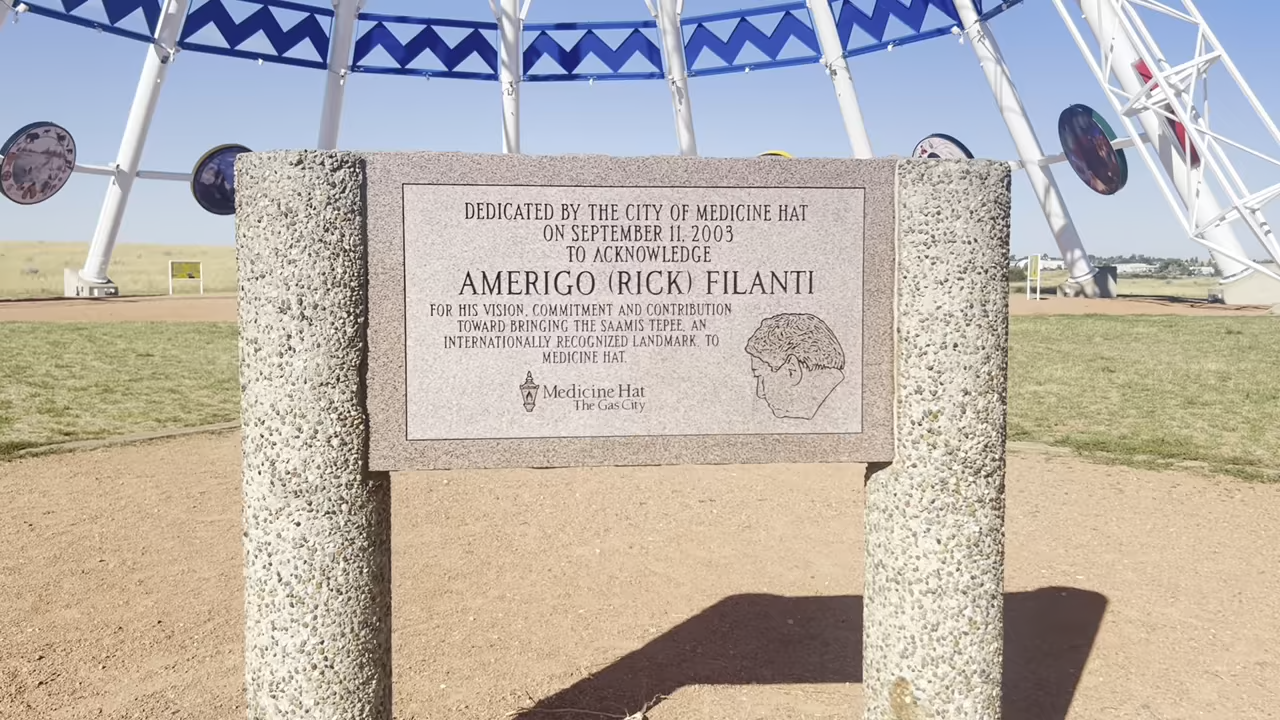 DEDICATED BY THE CITY OF MEDICINE HAT
ON SEPTEMBER 11, 2003
TO ACKNOWLEDGE
AMERIGO (RICK) FILANTI
FOR HIS VISION, COMMITMENT AND CONTRIBUTION
TOWARD BRINGING THE SAAMIS TEPEE, AN
INTERNATIONALLY RECOGNIZED LANDMARK, TO
MEDICINE HAT.
Medicine Hat
The Gas City